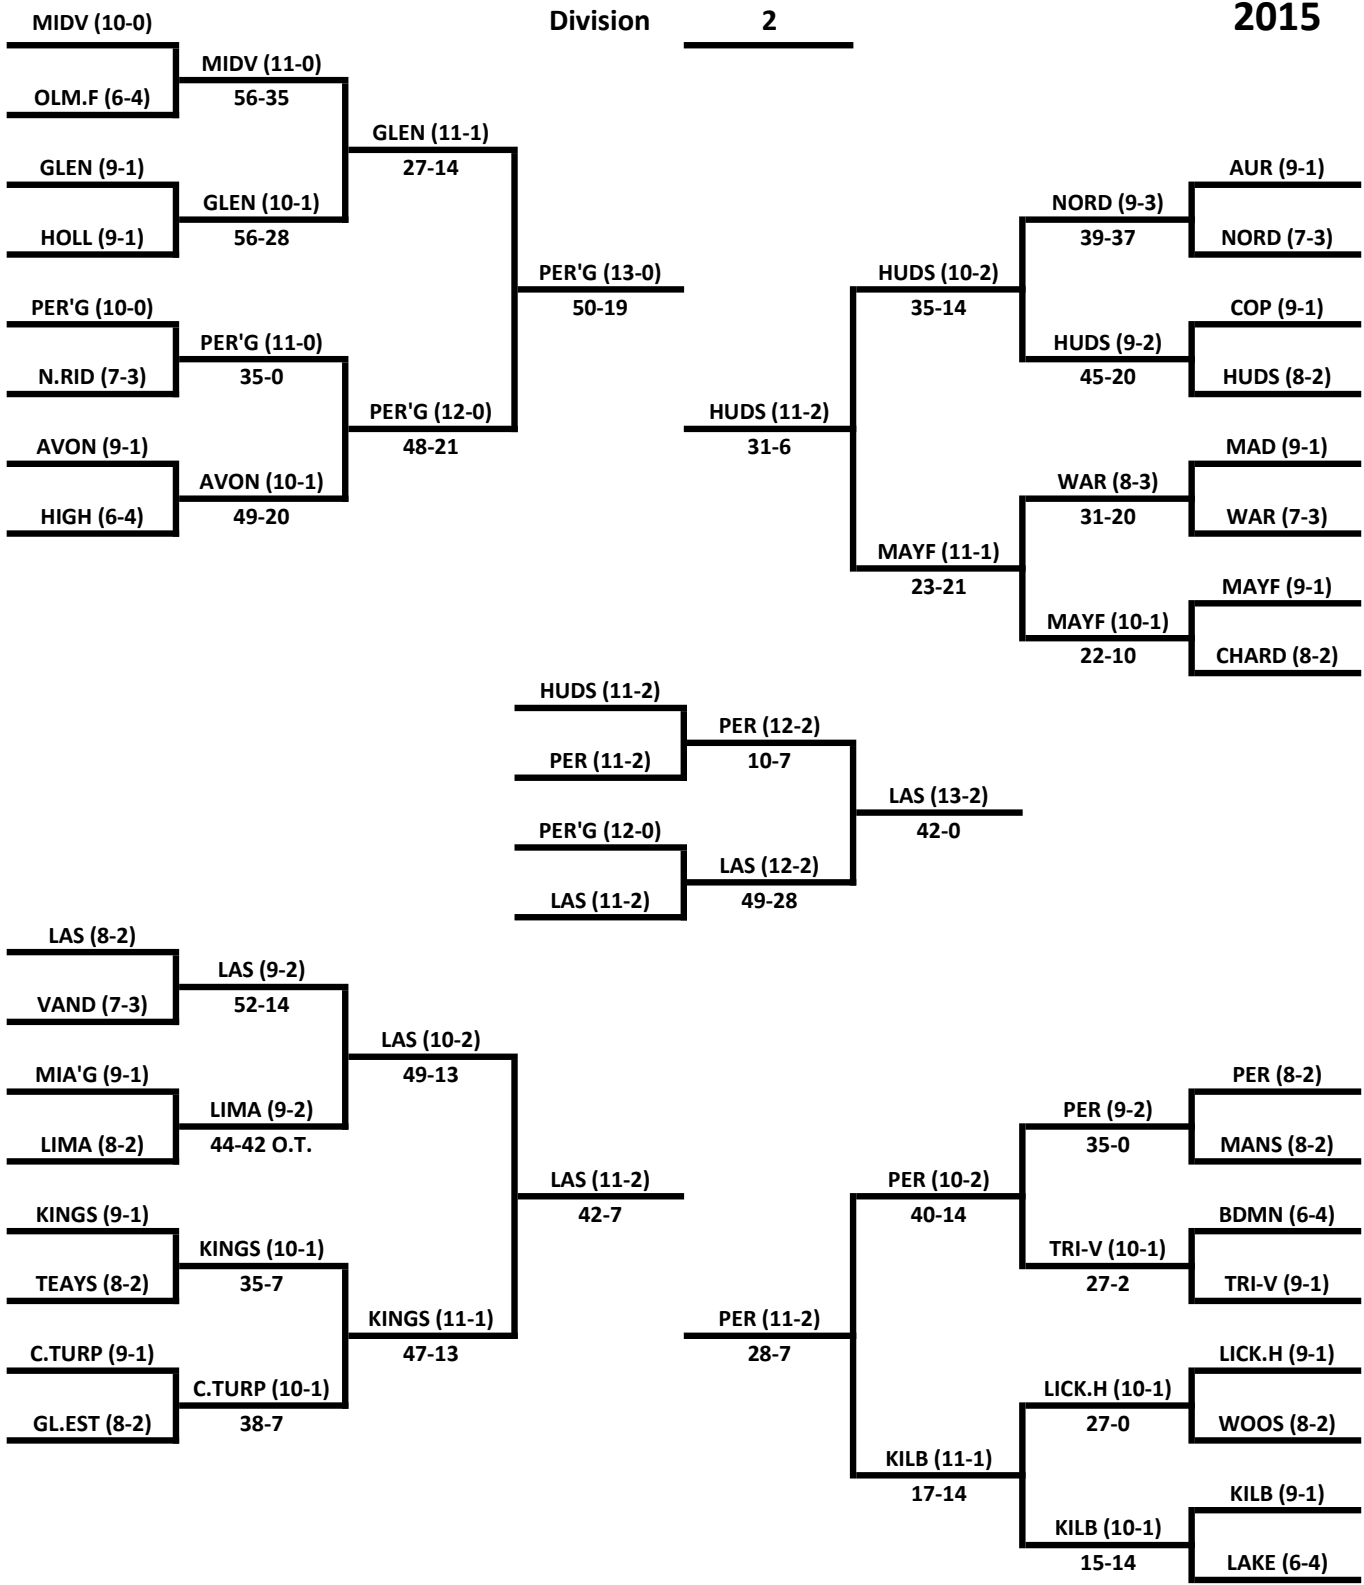 MIDV (10-0)
Division 2
2015
MIDV (11-0)
OLM.F (6-4)
56-35
GLEN (11-1)
GLEN (9-1)
27-14
GLEN (10-1)
HOLL (9-1)
56-28
PER'G (13-0)
PER'G (10-0)
50-19
PER'G (11-0)
N.RID (7-3)
35-0
PER'G (12-0)
AVON (9-1)
48-21
AVON (10-1)
HIGH (6-4)
49-20
AUR (9-1)
NORD (9-3)
39-37
NORD (7-3)
HUDS (10-2)
35-14
COP (9-1)
HUDS (9-2)
45-20
HUDS (8-2)
HUDS (11-2)
31-6
MAD (9-1)
WAR (8-3)
31-20
WAR (7-3)
MAYF (11-1)
23-21
MAYF (9-1)
MAYF (10-1)
22-10
CHARD (8-2)
HUDS (11-2)
PER (12-2)
PER (11-2)
10-7
LAS (13-2)
42-0
PER'G (12-0)
LAS (12-2)
LAS (11-2)
49-28
LAS (8-2)
LAS (9-2)
VAND (7-3)
52-14
LAS (10-2)
49-13
MIA'G (9-1)
LIMA (9-2)
LIMA (8-2)
44-42 O.T.
LAS (11-2)
42-7
KINGS (9-1)
KINGS (10-1)
TEAYS (8-2)
35-7
KINGS (11-1)
47-13
C.TURP (9-1)
C.TURP (10-1)
GL.EST (8-2)
38-7
PER (8-2)
PER (9-2)
35-0
MANS (8-2)
PER (10-2)
40-14
BDMN (6-4)
TRI-V (10-1)
27-2
TRI-V (9-1)
PER (11-2)
28-7
LICK.H (9-1)
LICK.H (10-1)
27-0
WOOS (8-2)
KILB (11-1)
17-14
KILB (9-1)
KILB (10-1)
15-14
LAKE (6-4)